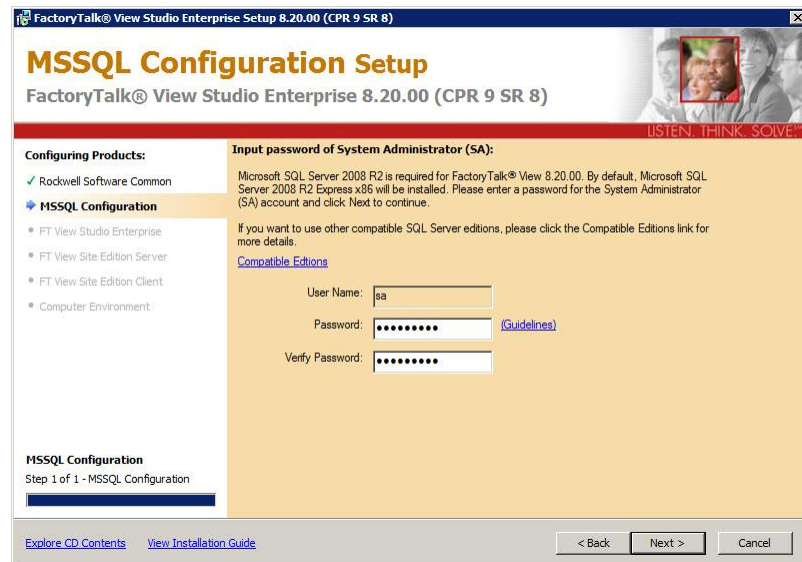 FactoryTalk® View Studio Enterprise Setup 8.20.00 (CPR 9 SR 8)
MSSQL Configuration Setup
FactoryTalk® View Studio Enterprise 8.20.00 (CPR 9 SR 8)
LISTEN. THINK. SOLVE.℠
Configuring Products:
Rockwell Software Common
MSSQL Configuration
FT View Studio Enterprise
FT View Site Edition Server
FT View Site Edition Client
Computer Environment
Input password of System Administrator (SA):
Microsoft SQL Server 2008 R2 is required for FactoryTalk® View 8.20.00. By default, Microsoft SQL
Server 2008 R2 Express x86 will be installed. Please enter a password for the System Administrator
(SA) account and click Next to continue.
If you want to use other compatible SQL Server editions, please click the Compatible Editions link for
more details.
Compatible Edtions
User Name: sa
Password: ●●●●●●●●● (Guidelines)
Verify Password: ●●●●●●●●●
MSSQL Configuration
Step 1 of 1 - MSSQL Configuration
Explore CD Contents View Installation Guide < Back Next > Cancel